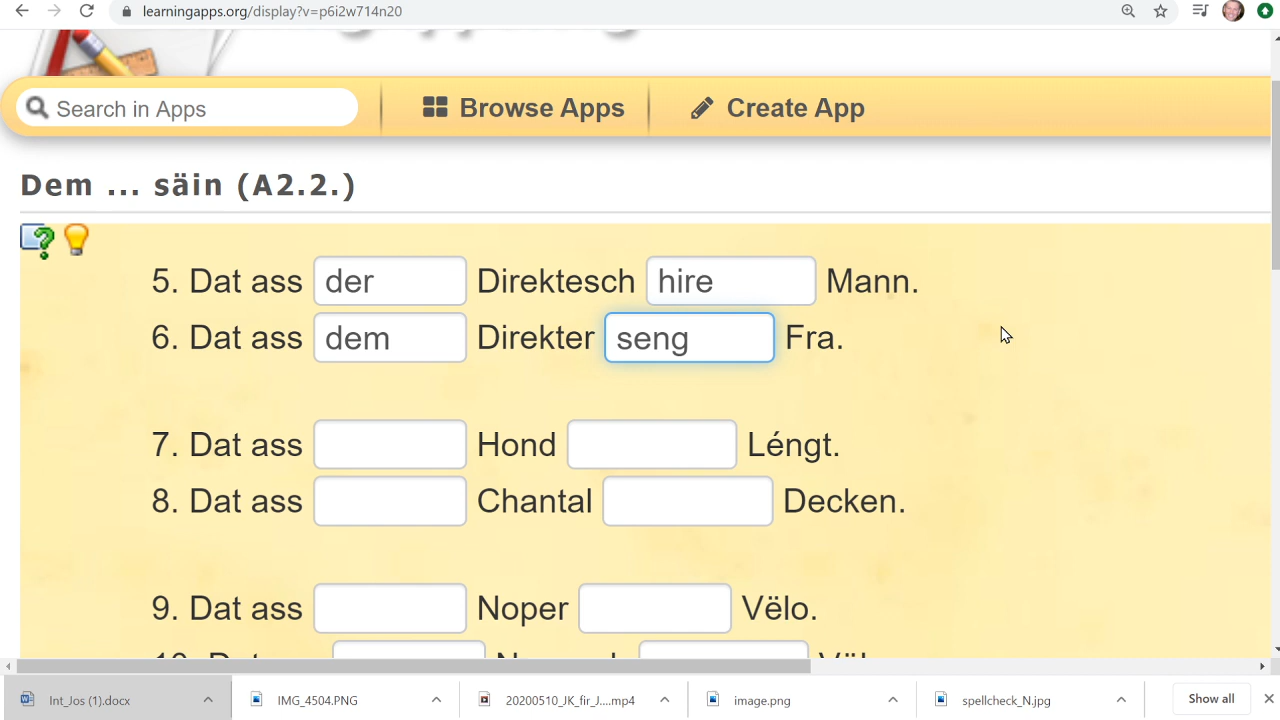 learningapps.org/display?v=p6i2w714n20
Search in Apps
Browse Apps
Create App
Dem ... säin (A2.2.)
5. Dat ass der Direktesch hire Mann.
6. Dat ass dem Direkter seng Fra.
7. Dat ass Hond Léngt.
8. Dat ass Chantal Decken.
9. Dat ass Noper Vëlo.
Int_Jos (1).docx
IMG_4504.PNG
20200510_JK_fir_J....mp4
image.png
spellcheck_N.jpg
Show all